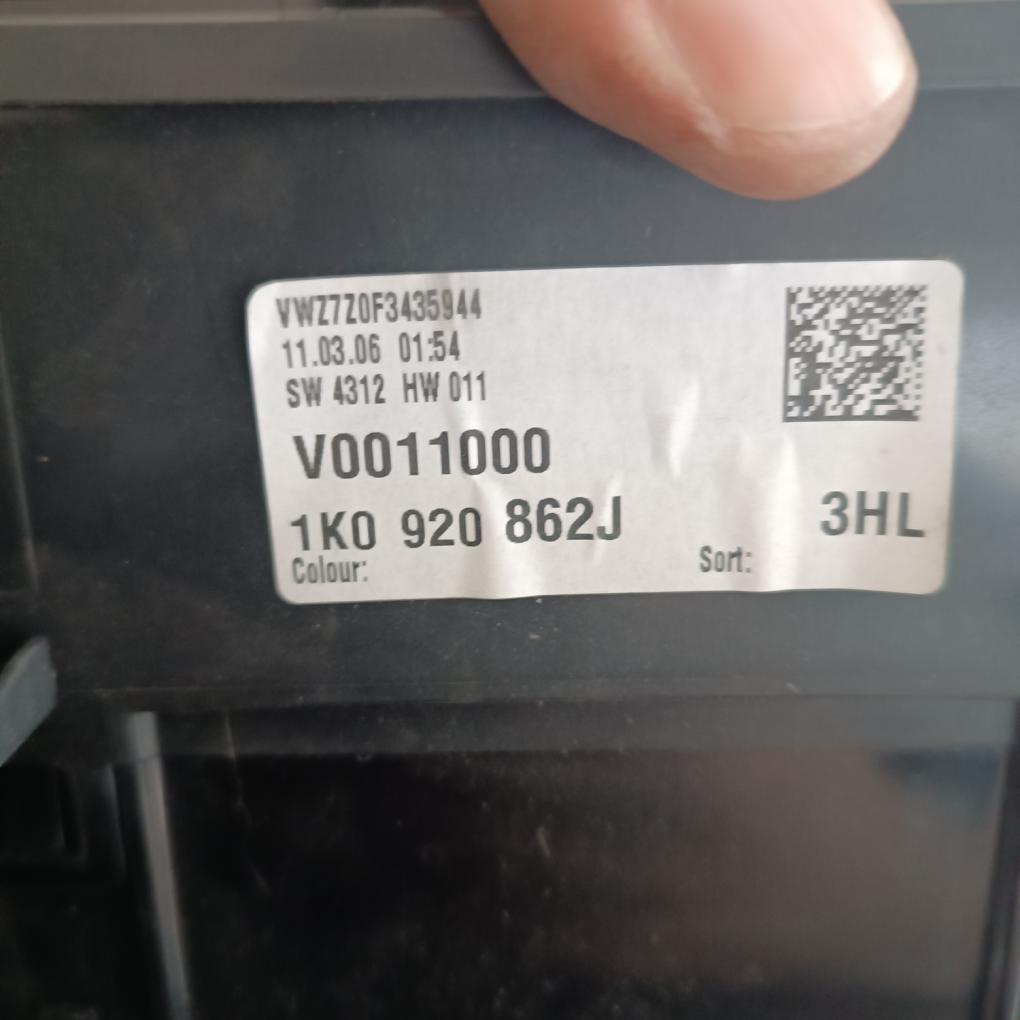 VWZ7Z0F3435944
11.03.06 01:54
SW 4312 HW 011
V0011000
1K0 920 862J 3HL
Colour: Sort: